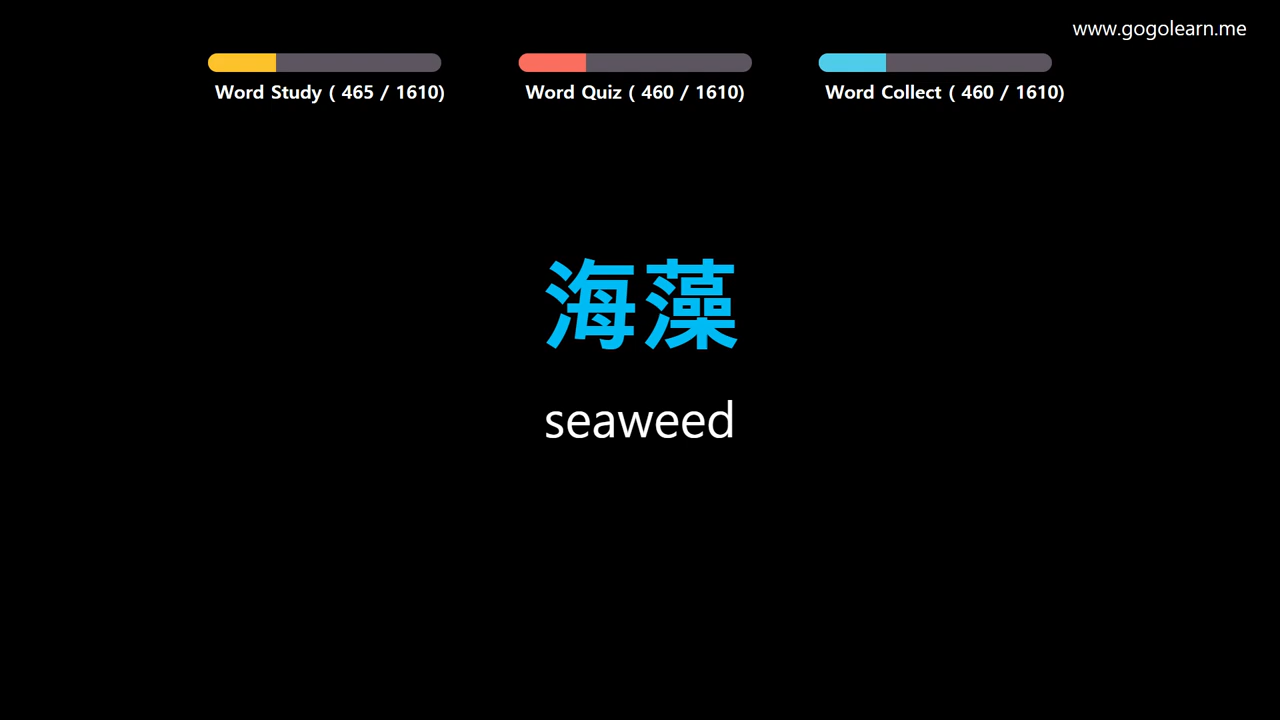 www.gogolearn.me
Word Study ( 465 / 1610)
Word Quiz ( 460 / 1610)
Word Collect ( 460 / 1610)
海藻
seaweed